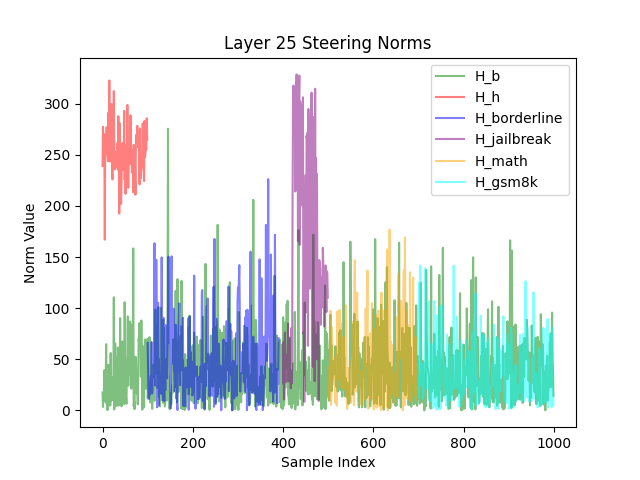 Layer 25 Steering Norms
H_b
H_h
H_borderline
H_jailbreak
H_math
H_gsm8k
Norm Value
300
250
200
150
100
50
0
0 200 400 600 800 1000
Sample Index